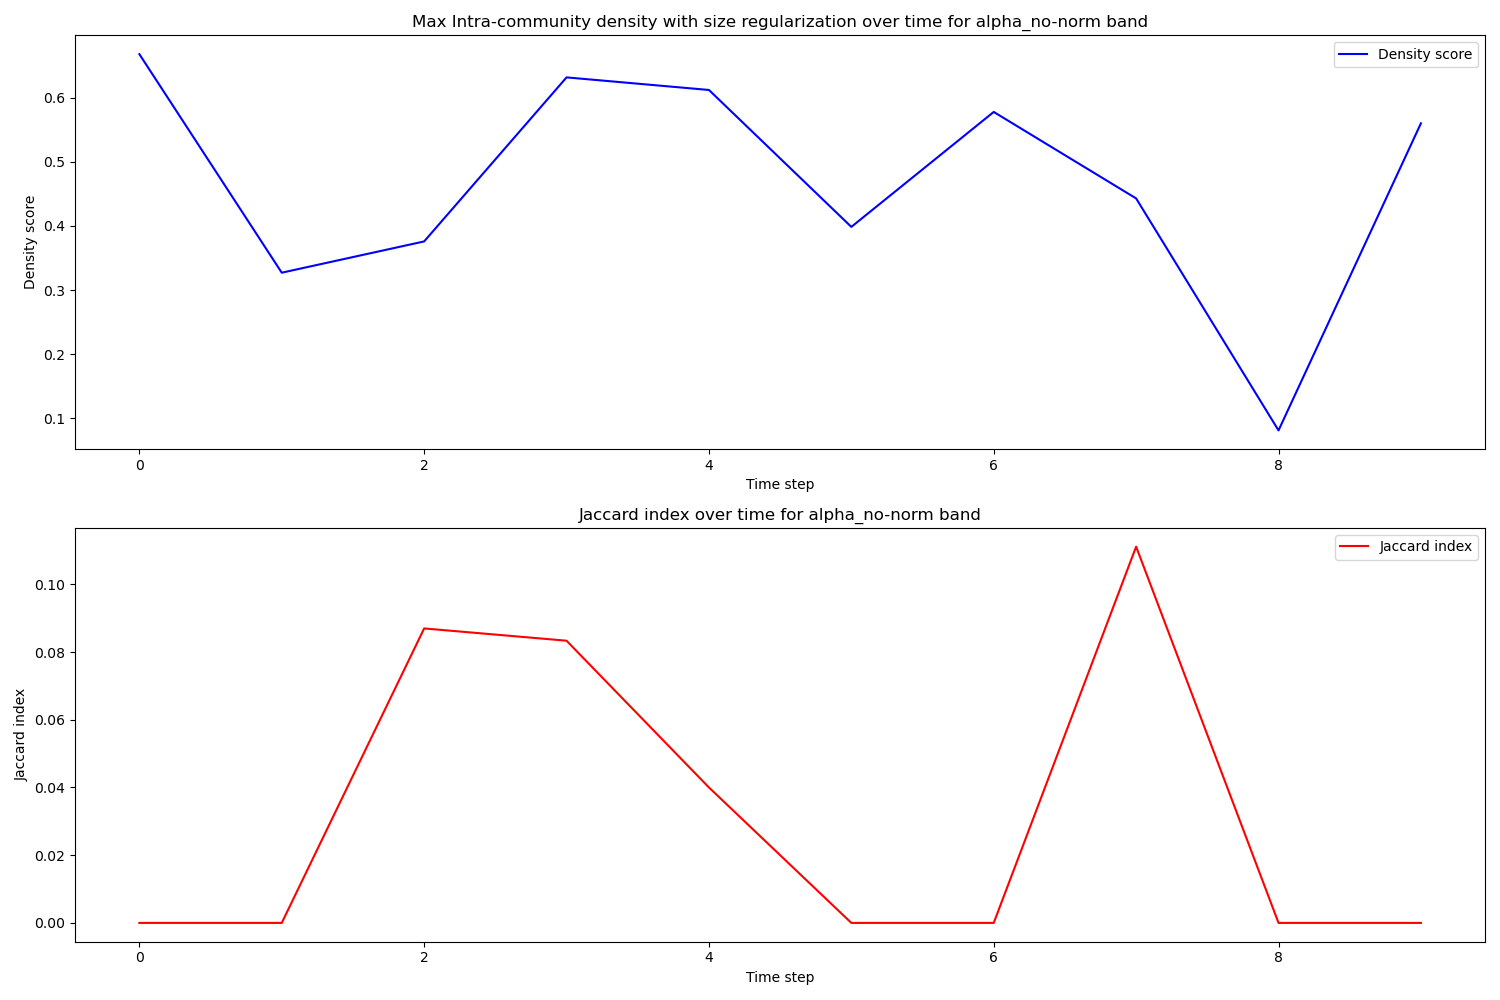 Max Intra-community density with size regularization over time for alpha_no-norm band
Density score
Density score
0.6
0.5
0.4
0.3
0.2
0.1
0 2 4 6 8
Time step
Jaccard index over time for alpha_no-norm band
Jaccard index
Jaccard index
0.10
0.08
0.06
0.04
0.02
0.00
0 2 4 6 8
Time step